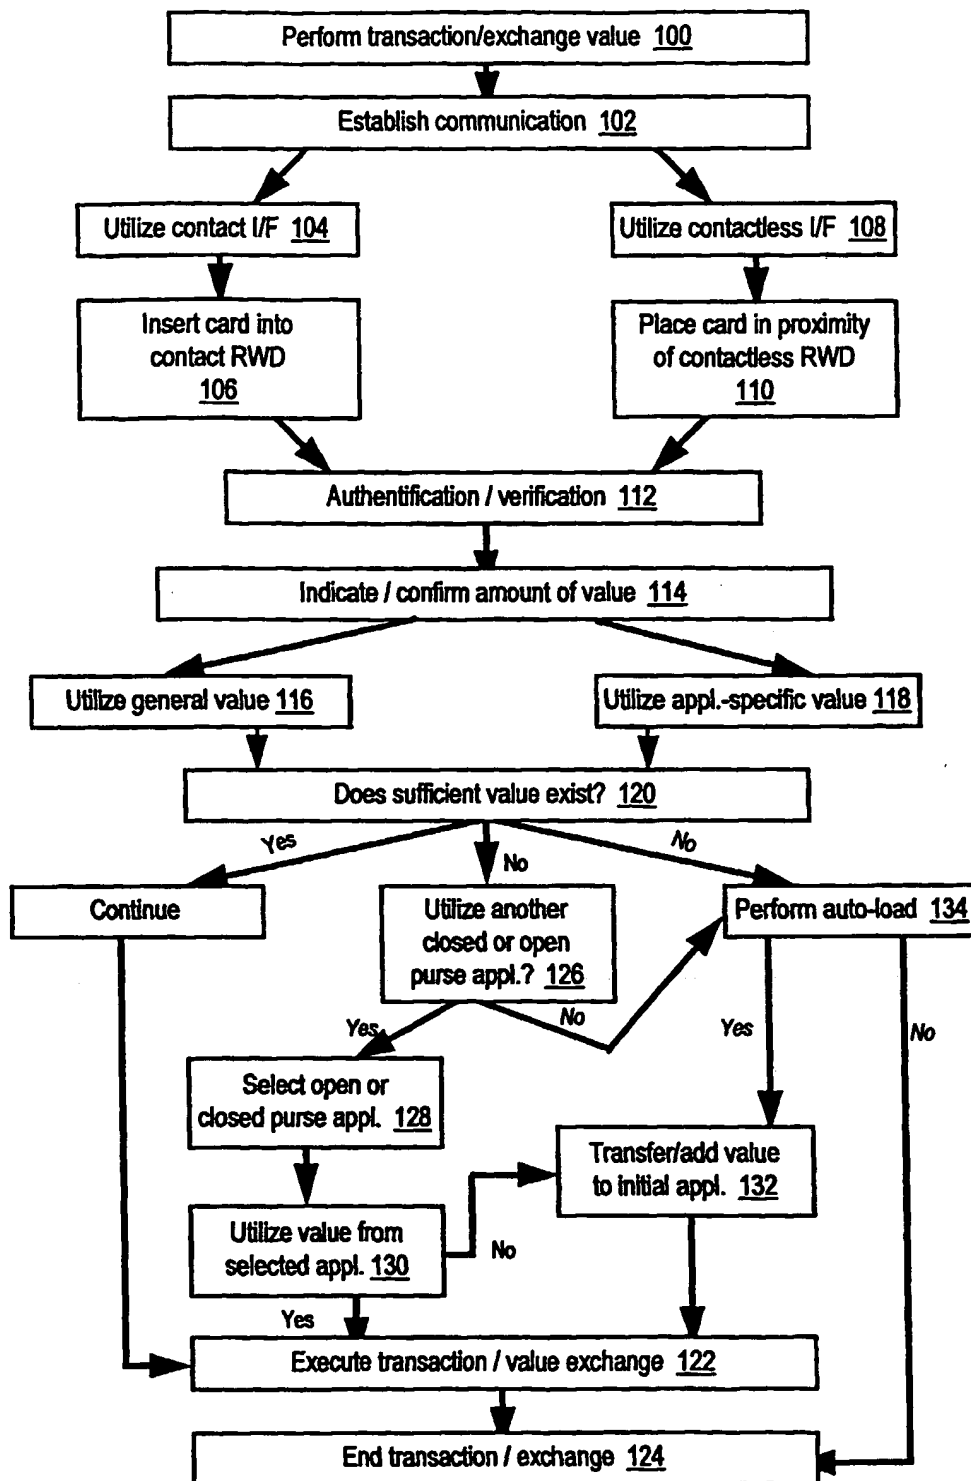 Perform transaction/exchange value 100
Establish communication 102
Utilize contact I/F 104
Utilize contactless I/F 108
Insert card into
contact RWD
106
Place card in proximity
of contactless RWD
110
Authentification / verification 112
Indicate / confirm amount of value 114
Utilize general value 116
Utilize appl.-specific value 118
Does sufficient value exist? 120
Yes
No
No
Continue
Utilize another
closed or open
purse appl.? 126
Perform auto-load 134
Yes
No
Yes
No
Select open or
closed purse appl. 128
Transfer/add value
to initial appl. 132
Utilize value from
selected appl. 130
No
Yes
Execute transaction / value exchange 122
End transaction / exchange 124